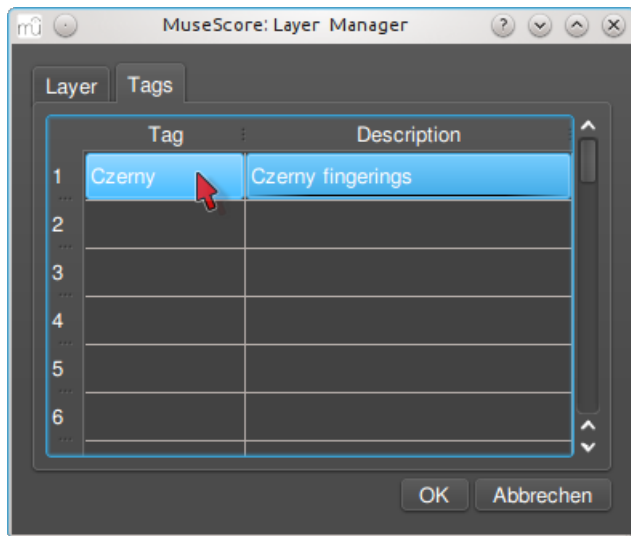 MuseScore: Layer Manager
Layer Tags
Tag Description
1 Czerny Czerny fingerings
2
3
4
5
6
OK Abbrechen